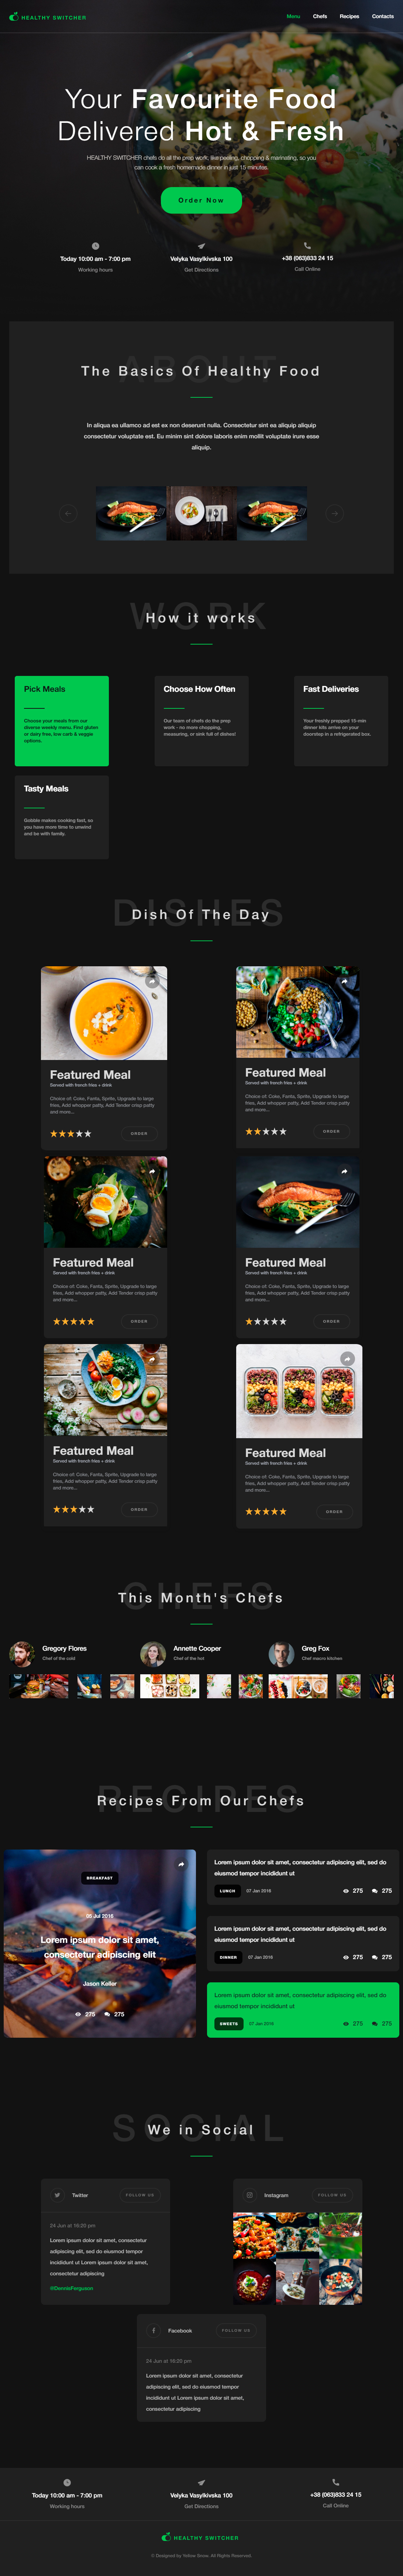 HEALTHY SWITCHER
Menu Chefs Recipes Contacts
Your Favourite Food
Delivered Hot & Fresh
HEALTHY SWITCHER chefs do all the prep work, like peeling, chopping & marinating, so you
can cook a fresh homemade dinner in just 15 minutes.
Order Now
Today 10:00 am - 7:00 pm
Working hours
Velyka Vasylkivska 100
Get Directions
+38 (063)833 24 15
Call Online
ABOUT
The Basics Of Healthy Food
In aliqua ea ullamco ad est ex non deserunt nulla. Consectetur sint ea aliquip aliquip
consectetur voluptate est. Eu minim sint dolore laboris enim mollit voluptate irure esse
aliquip.
WORK
How it works
Pick Meals
Choose your meals from our
diverse weekly menu. Find gluten
or dairy free, low carb & veggie
options.
Choose How Often
Our team of chefs do the prep
work - no more chopping,
measuring, or sink full of dishes!
Fast Deliveries
Your freshly prepped 15-min
dinner kits arrive on your
doorstep in a refrigerated box.
Tasty Meals
Gobble makes cooking fast, so
you have more time to unwind
and be with family.
DISHES
Dish Of The Day
Featured Meal
Served with french fries + drink
Choice of: Coke, Fanta, Sprite, Upgrade to large
fries, Add whopper patty, Add Tender crisp patty
and more...
ORDER
Featured Meal
Served with french fries + drink
Choice of: Coke, Fanta, Sprite, Upgrade to large
fries, Add whopper patty, Add Tender crisp patty
and more...
ORDER
Featured Meal
Served with french fries + drink
Choice of: Coke, Fanta, Sprite, Upgrade to large
fries, Add whopper patty, Add Tender crisp patty
and more...
ORDER
Featured Meal
Served with french fries + drink
Choice of: Coke, Fanta, Sprite, Upgrade to large
fries, Add whopper patty, Add Tender crisp patty
and more...
ORDER
Featured Meal
Served with french fries + drink
Choice of: Coke, Fanta, Sprite, Upgrade to large
fries, Add whopper patty, Add Tender crisp patty
and more...
ORDER
Featured Meal
Served with french fries + drink
Choice of: Coke, Fanta, Sprite, Upgrade to large
fries, Add whopper patty, Add Tender crisp patty
and more...
ORDER
CHEFS
This Month's Chefs
Gregory Flores
Chef of the cold
Annette Cooper
Chef of the hot
Greg Fox
Chef macro kitchen
RECIPES
Recipes From Our Chefs
BREAKFAST
Jul 2016
Lorem ipsum dolor sit amet,
consectetur adipiscing elit
Jason Keller
275 275
Lorem ipsum dolor sit amet, consectetur adipiscing elit, sed do
eiusmod tempor incididunt ut
LUNCH 07 Jan 2016 275 275
Lorem ipsum dolor sit amet, consectetur adipiscing elit, sed do
eiusmod tempor incididunt ut
DINNER 07 Jan 2016 275 275
Lorem ipsum dolor sit amet, consectetur adipiscing elit, sed do
eiusmod tempor incididunt ut
SWEETS 07 Jan 2016 275 275
SOCIAL
We in Social
Twitter FOLLOW US
24 Jun at 16:20 pm
Lorem ipsum dolor sit amet, consectetur
adipiscing elit, sed do eiusmod tempor
incididunt ut Lorem ipsum dolor sit amet,
consectetur adipiscing
@DennieFerguson
Instagram FOLLOW US
Facebook FOLLOW US
24 Jun at 16:20 pm
Lorem ipsum dolor sit amet, consectetur
adipiscing elit, sed do eiusmod tempor
incididunt ut Lorem ipsum dolor sit amet,
consectetur adipiscing
Today 10:00 am - 7:00 pm
Working hours
Velyka Vasylkivska 100
Get Directions
+38 (063)833 24 15
Call Online
HEALTHY SWITCHER
© Designed by Yellow Snow. All Rights Reserved.